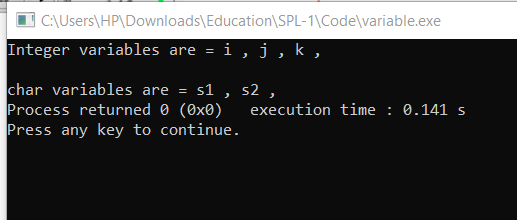 C:\Users\HP\Downloads\Education\SPL-1\Code\variable.exe
Integer variables are = i , j , k ,
char variables are = s1 , s2 ,
Process returned 0 (0x0)   execution time : 0.141 s
Press any key to continue.